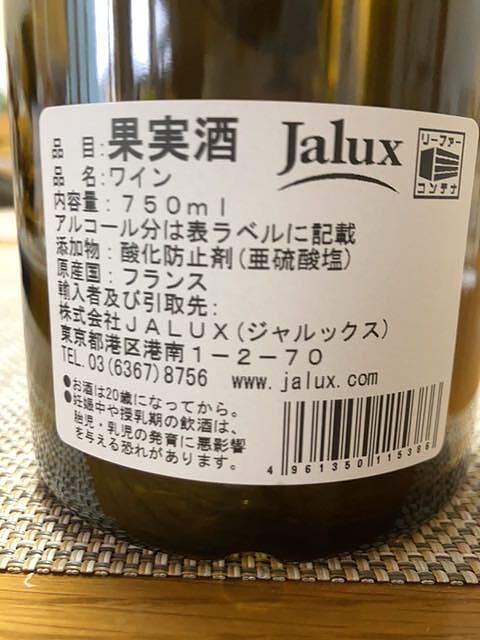 品 目:果実酒
Jalux
リーファー
コンテナ
品 名:ワイン
内容量:750ml
アルコール分は表ラベルに記載
添加物:酸化防止剤(亜硫酸塩)
原産国:フランス
輸入者及び引取先:
株式会社JALUX(ジャルックス)
東京都港区港南1-2-70
TEL.03(6367)8756 www.jalux.com
●お酒は20歳になってから。
●妊娠中や授乳期の飲酒は、
胎児・乳児の発育に悪影響
を与える恐れがあります。
4 961350 115386